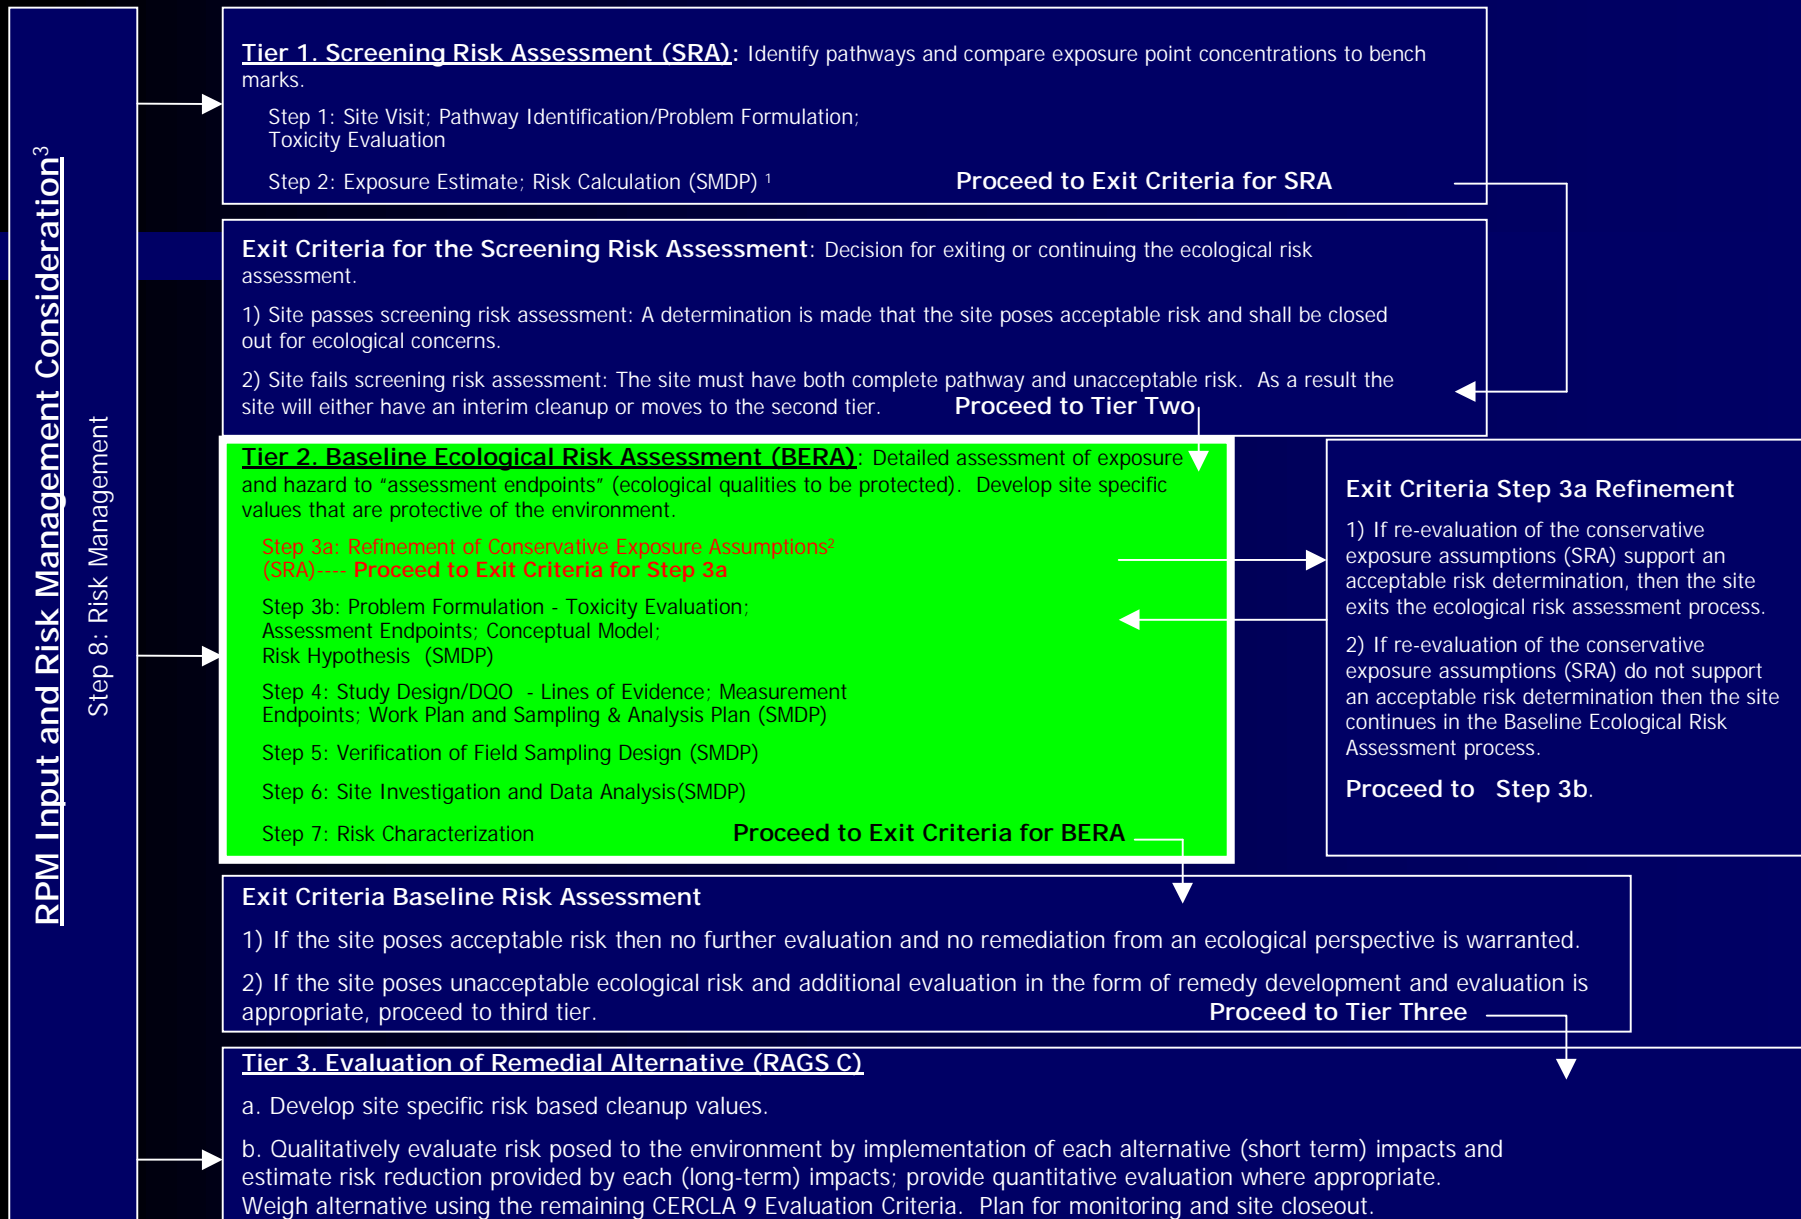 RPM Input and Risk Management Consideration³
Step 8: Risk Management
Tier 1. Screening Risk Assessment (SRA): Identify pathways and compare exposure point concentrations to bench
marks.
Step 1: Site Visit; Pathway Identification/Problem Formulation;
Toxicity Evaluation
Step 2: Exposure Estimate; Risk Calculation (SMDP) ¹ Proceed to Exit Criteria for SRA
Exit Criteria for the Screening Risk Assessment: Decision for exiting or continuing the ecological risk
assessment.
1) Site passes screening risk assessment: A determination is made that the site poses acceptable risk and shall be closed
out for ecological concerns.
2) Site fails screening risk assessment: The site must have both complete pathway and unacceptable risk. As a result the
site will either have an interim cleanup or moves to the second tier. Proceed to Tier Two
Tier 2. Baseline Ecological Risk Assessment (BERA): Detailed assessment of exposure
and hazard to “assessment endpoints” (ecological qualities to be protected). Develop site specific
values that are protective of the environment.
Step 3a: Refinement of Conservative Exposure Assumptions²
(SRA)---- Proceed to Exit Criteria for Step 3a
Step 3b: Problem Formulation - Toxicity Evaluation;
Assessment Endpoints; Conceptual Model;
Risk Hypothesis (SMDP)
Step 4: Study Design/DQO - Lines of Evidence; Measurement
Endpoints; Work Plan and Sampling & Analysis Plan (SMDP)
Step 5: Verification of Field Sampling Design (SMDP)
Step 6: Site Investigation and Data Analysis(SMDP)
Step 7: Risk Characterization Proceed to Exit Criteria for BERA
Exit Criteria Step 3a Refinement
1) If re-evaluation of the conservative
exposure assumptions (SRA) support an
acceptable risk determination, then the site
exits the ecological risk assessment process.
2) If re-evaluation of the conservative
exposure assumptions (SRA) do not support
an acceptable risk determination then the site
continues in the Baseline Ecological Risk
Assessment process.
Proceed to Step 3b.
Exit Criteria Baseline Risk Assessment
1) If the site poses acceptable risk then no further evaluation and no remediation from an ecological perspective is warranted.
2) If the site poses unacceptable ecological risk and additional evaluation in the form of remedy development and evaluation is
appropriate, proceed to third tier. Proceed to Tier Three
Tier 3. Evaluation of Remedial Alternative (RAGS C)
a. Develop site specific risk based cleanup values.
b. Qualitatively evaluate risk posed to the environment by implementation of each alternative (short term) impacts and
estimate risk reduction provided by each (long-term) impacts; provide quantitative evaluation where appropriate.
Weigh alternative using the remaining CERCLA 9 Evaluation Criteria. Plan for monitoring and site closeout.